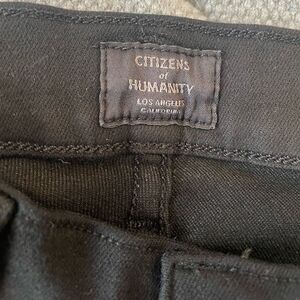 CITIZENS
of
HUMANITY
LOS ANGELES
CALIFORNIA